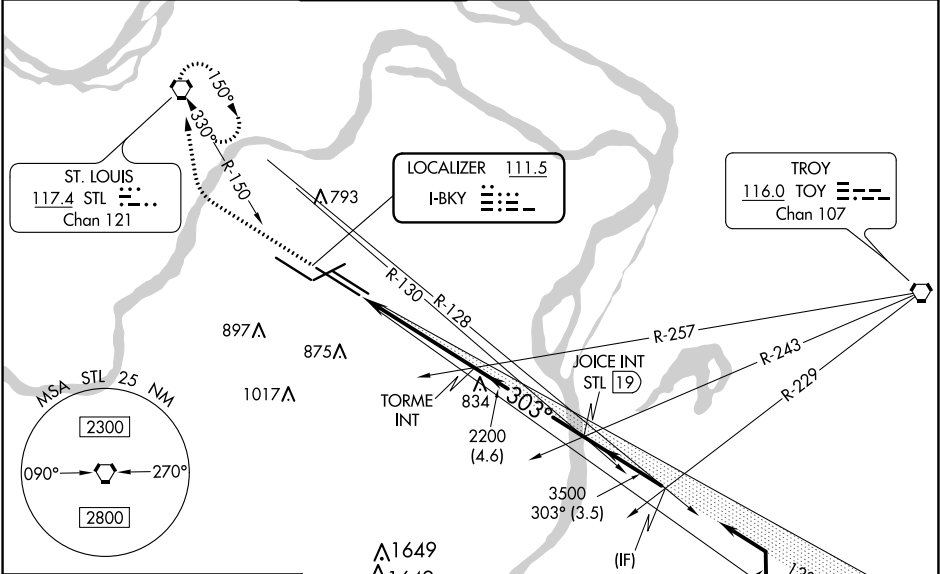 150°
330°
R-150
ST. LOUIS
117.4 STL
Chan 121
793
LOCALIZER 111.5
I-BKY
TROY
116.0 TOY
Chan 107
R-130
R-128
R-257
R-243
R-229
897
875
1017
JOICE INT
STL 19
TORME
INT
834
303°
2200
(4.6)
3500
303° (3.5)
(IF)
MSA STL 25 NM
2300
090°
270°
2800
1649